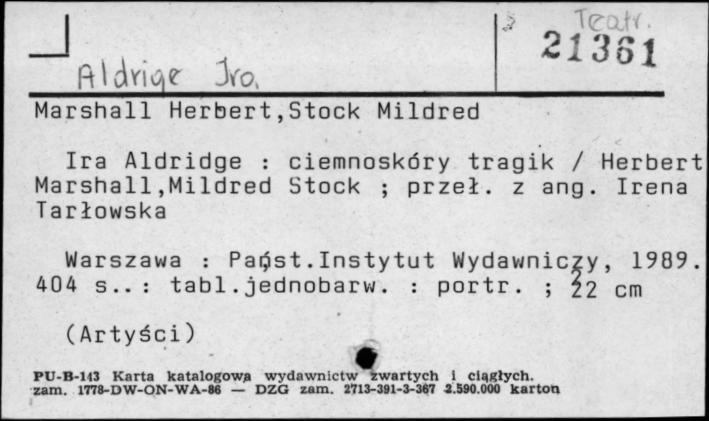 Teatr.
21361
Aldrige Iro.
Marshall Herbert,Stock Mildred
Ira Aldridge : ciemnoskóry tragik / Herbert
Marshall,Mildred Stock ; przeł. z ang. Irena
Tarłowska
Warszawa : Państ.Instytut Wydawniczy, 1989.
404 s..: tabl.jednobarw. : portr. ; 22 cm
(Artyści)
PU-B-143 Karta katalogowa wydawnictw zwartych i ciągłych.
zam. 1778-DW-ON-WA-86 — DZG zam. 2713-391-3-367 2.590.000 karton